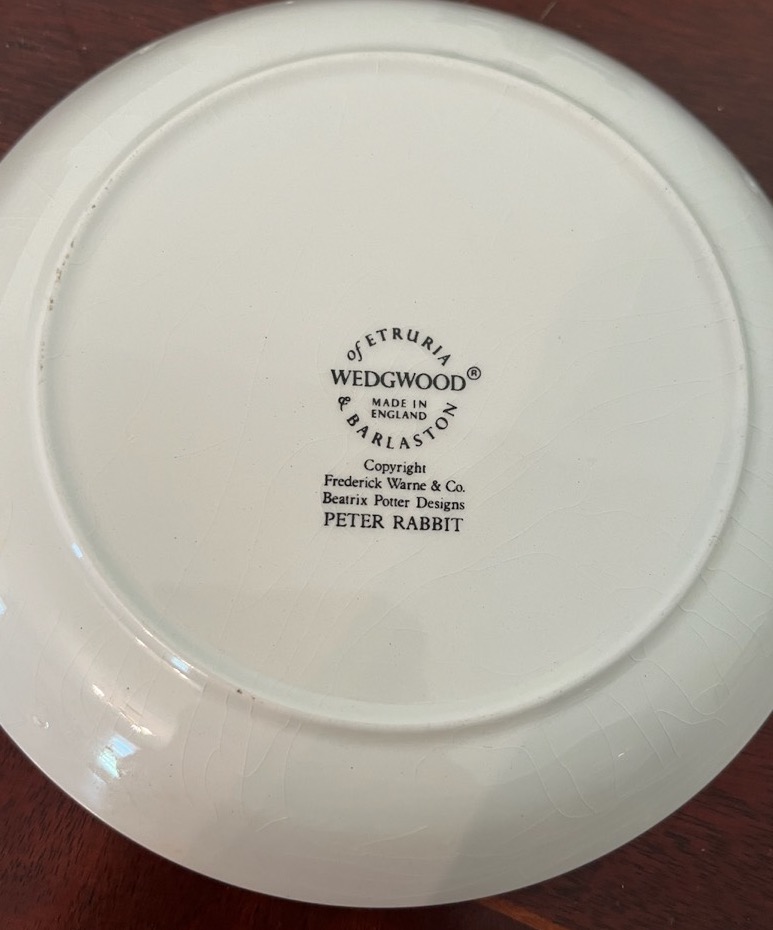 of ETRURIA
WEDGWOOD®
MADE IN
ENGLAND
& BARLASTON
Copyright
Frederick Warne & Co.
Beatrix Potter Designs
PETER RABBIT